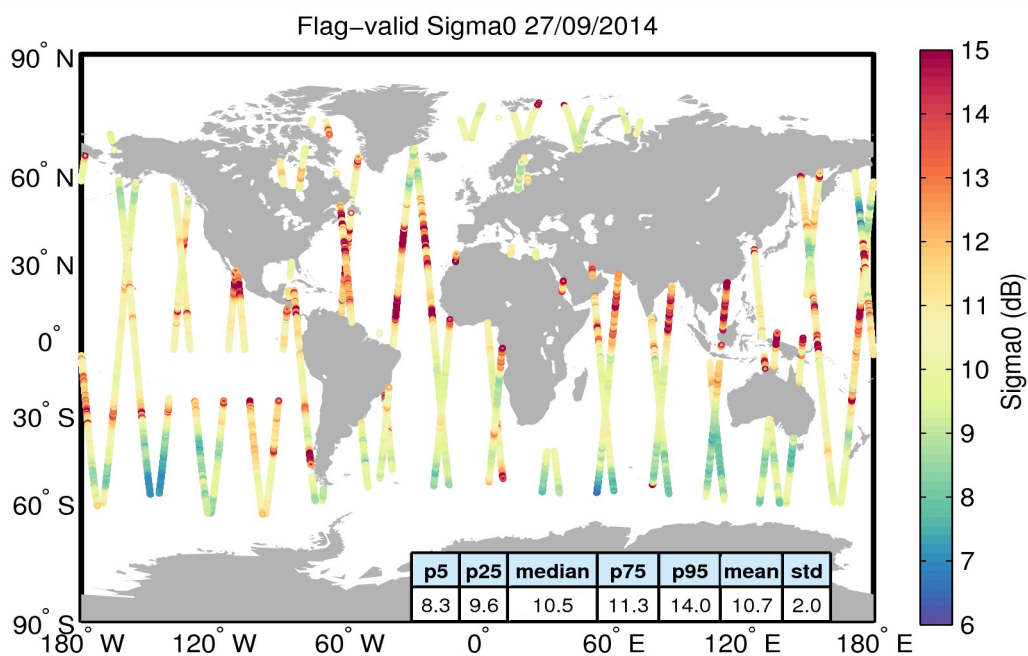 Flag−valid Sigma0 27/09/2014
90° N
60° N
30° N
0°
30° S
60° S
90° S
180° W
120° W
60° W
0°
60° E
120° E
180° E
15
14
13
12
11
10
9
8
7
6
Sigma0 (dB)
p5 p25 median p75 p95 mean std
8.3 9.6 10.5 11.3 14.0 10.7 2.0